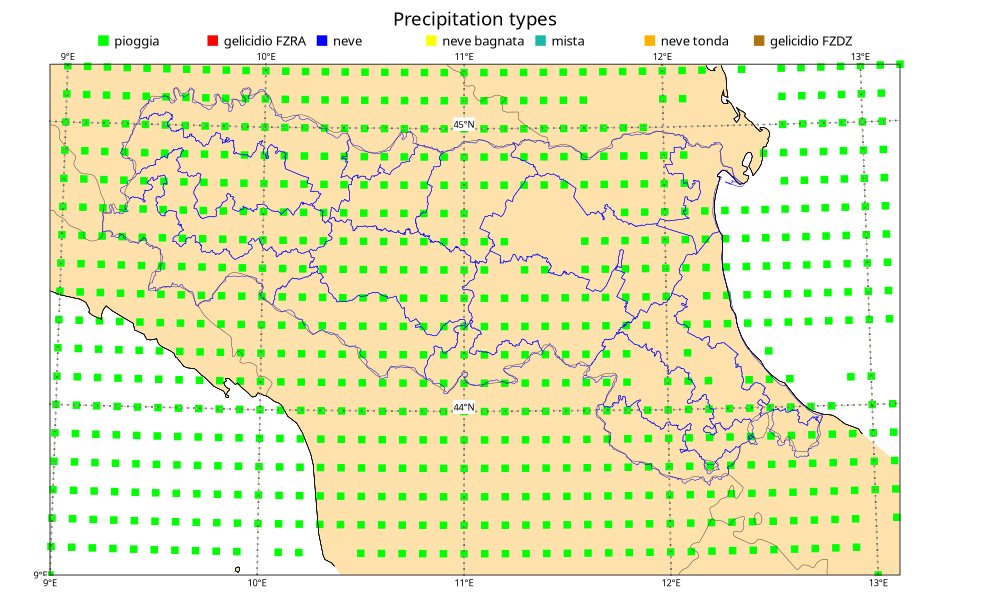 Precipitation types
pioggia gelicidio FZRA neve neve bagnata mista neve tonda gelicidio FZDZ
9°E 10°E 11°E 12°E 13°E
45°N
44°N
9°E
9°E 10°E 11°E 12°E 13°E